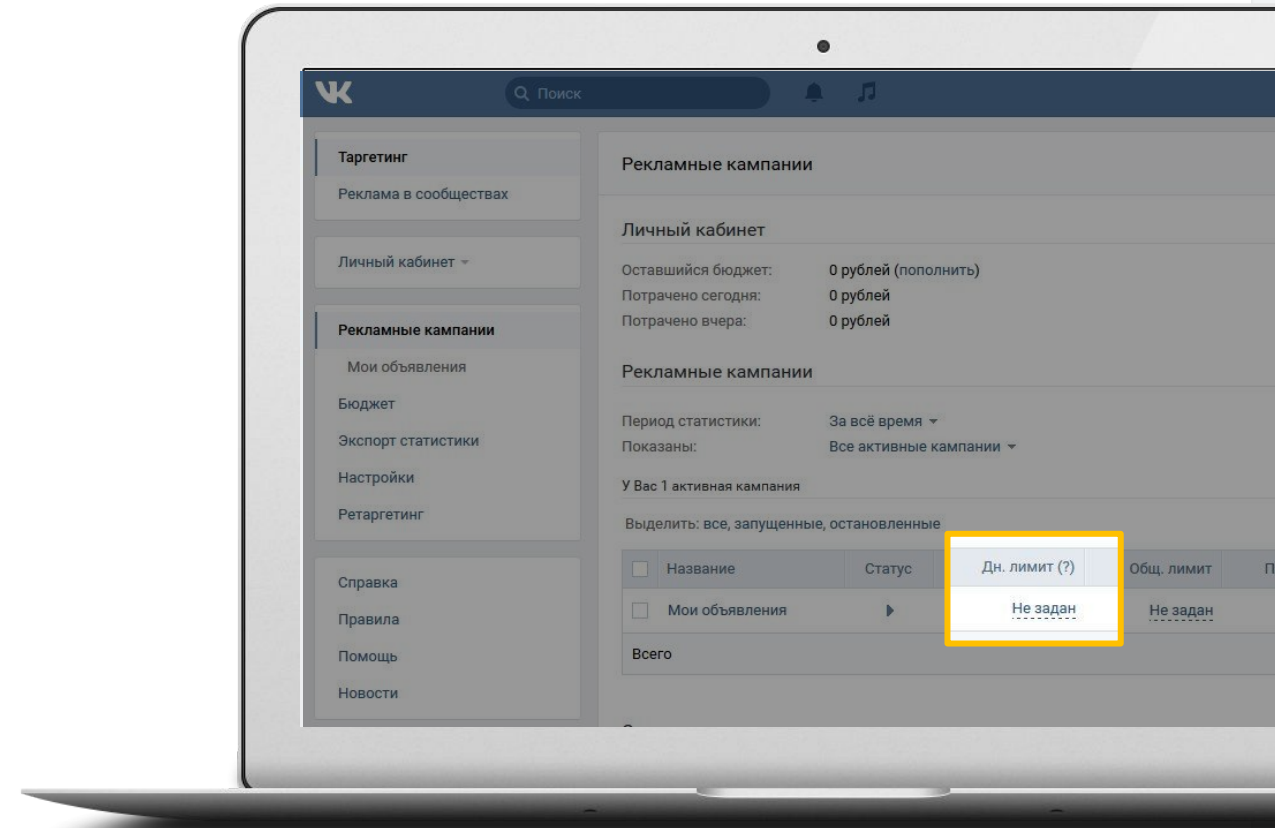 Поиск
Таргетинг
Реклама в сообществах
Личный кабинет
Рекламные кампании
Мои объявления
Бюджет
Экспорт статистики
Настройки
Ретаргетинг
Справка
Правила
Помощь
Новости
Рекламные кампании
Личный кабинет
Оставшийся бюджет: 0 рублей (пополнить)
Потрачено сегодня: 0 рублей
Потрачено вчера: 0 рублей
Рекламные кампании
Период статистики: За всё время
Показаны: Все активные кампании
У Вас 1 активная кампания
Выделить: все, запущенные, остановленные
Название Статус Дн. лимит (?) Общ. лимит
Мои объявления Не задан Не задан
Всего